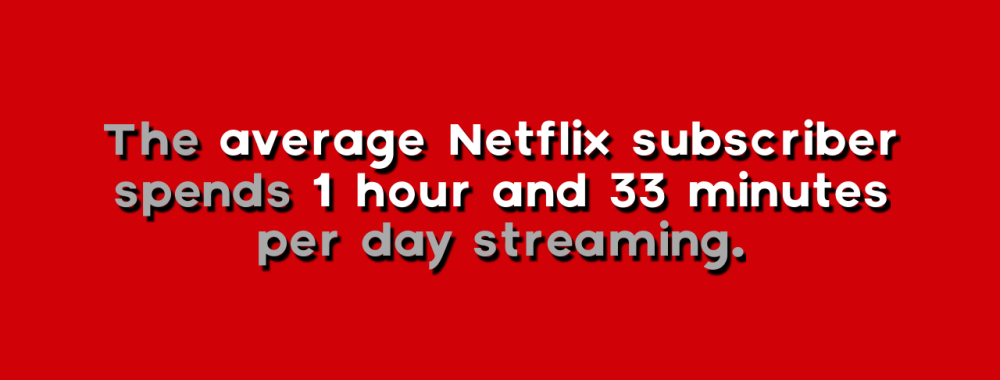 The average Netflix subscriber
spends 1 hour and 33 minutes
per day streaming.